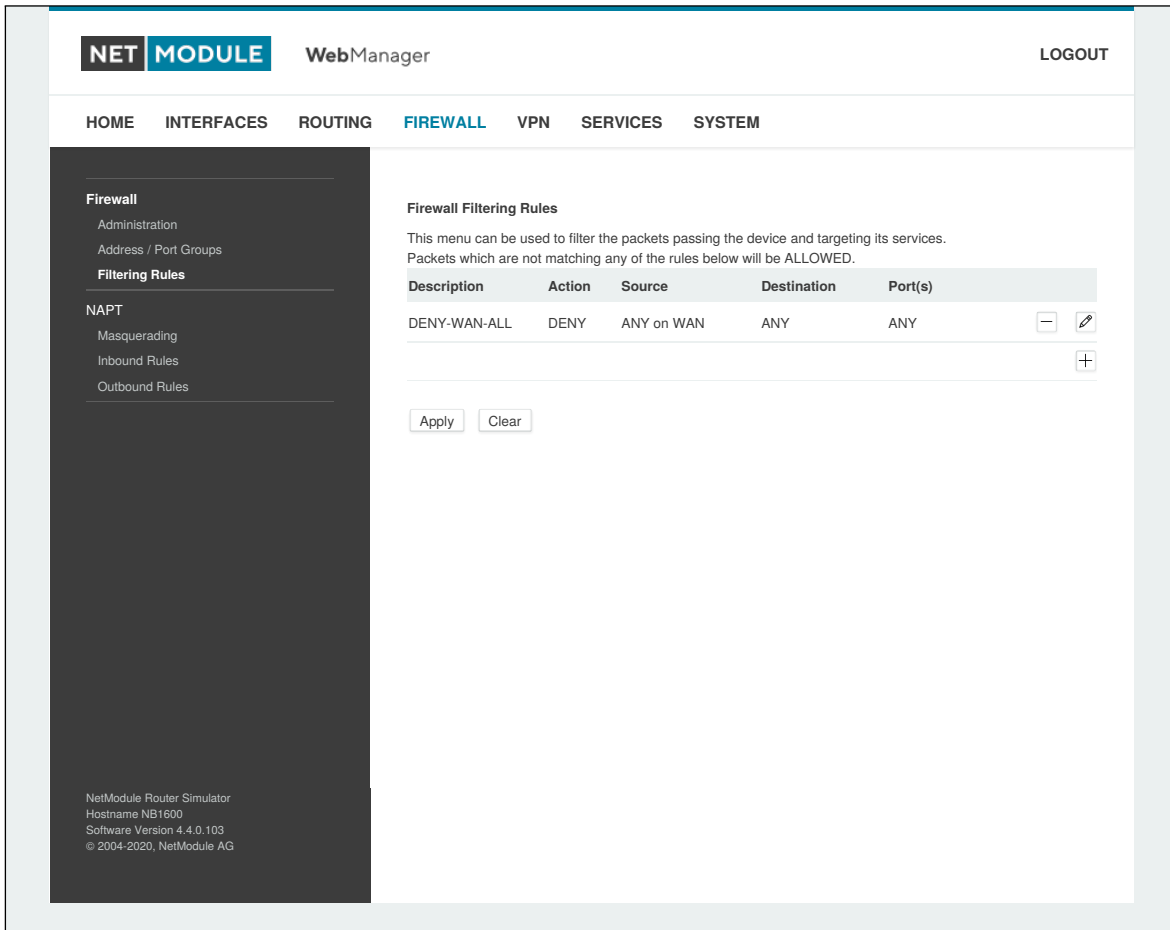 NET MODULE WebManager LOGOUT
HOME INTERFACES ROUTING FIREWALL VPN SERVICES SYSTEM
Firewall
Administration
Address / Port Groups
Filtering Rules
NAPT
Masquerading
Inbound Rules
Outbound Rules
Firewall Filtering Rules
This menu can be used to filter the packets passing the device and targeting its services.
Packets which are not matching any of the rules below will be ALLOWED.
Description Action Source Destination Port(s)
DENY-WAN-ALL DENY ANY on WAN ANY ANY
Apply Clear
NetModule Router Simulator
Hostname NB1600
Software Version 4.4.0.103
© 2004-2020, NetModule AG